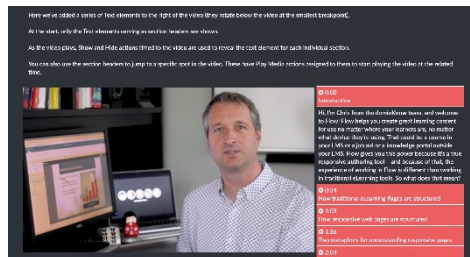 Here we've added a series of Text elements to the right of the video (they rotate below the video at the smallest breakpoint).
At the start, only the Text elements serving as section headers are shown.
As the video plays, Show and Hide actions timed to the video are used to reveal the text element for each individual section.
You can also use the section headers to jump to a specific spot in the video. These have Play Media actions assigned to them to start playing the video at the related
time.
0:00
Introduction
Hi, I'm Chris from the dominKnow team, and welcome
to Flow! Flow helps you create great learning content
for use no matter where your learners are, no matter
what device they're using. That could be a course in
your LMS or a job aid or a knowledge portal outside
your LMS. Flow gives you this power because it's a true
responsive authoring tool - and because of that, the
experience of working in Flow is different than working
in traditional eLearning tools. So what does that mean?
0:34
How traditional eLearning Pages are structured
1:03
How responsive web pages are structured
1:36
Two metaphors for understanding responsive pages
2:04